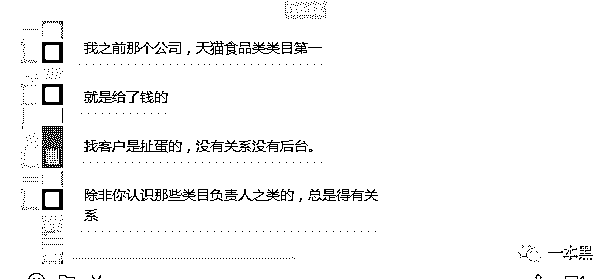 我之前那个公司，天猫食品类类目第一
就是给了钱的
找客户是扯蛋的，没有关系没有后台。
除非你认识那些类目负责人之类的，总是得有关
系
一本黑